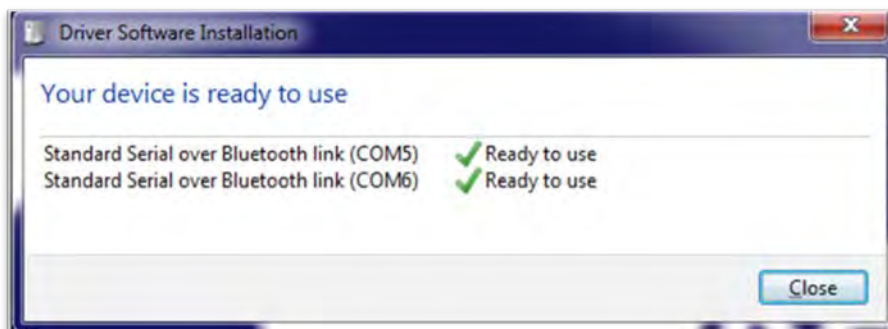 Driver Software Installation
Your device is ready to use
Standard Serial over Bluetooth link (COM5) Ready to use
Standard Serial over Bluetooth link (COM6) Ready to use
Close